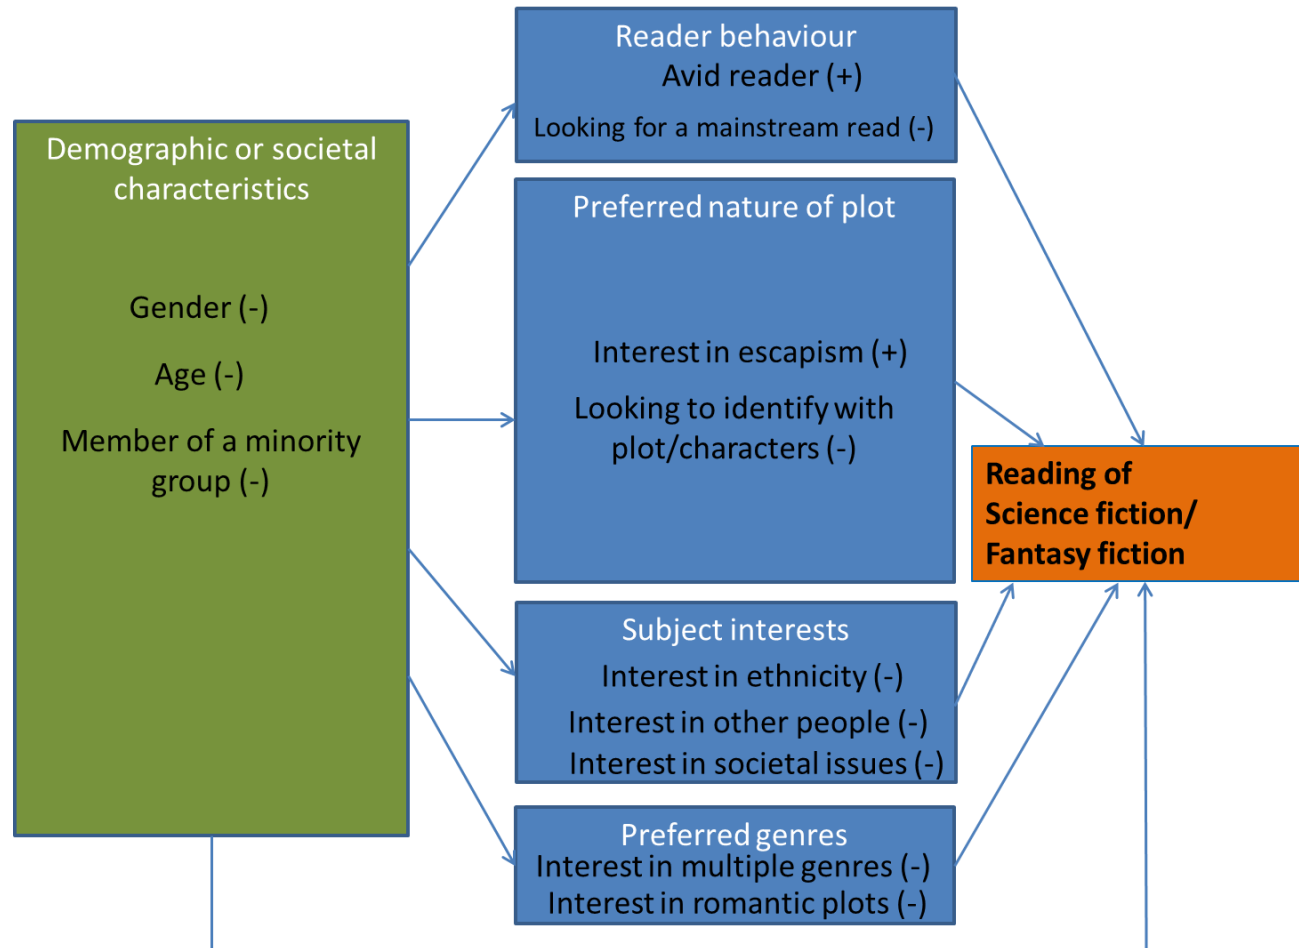 Demographic or societal
characteristics
Gender (-)
Age (-)
Member of a minority
group (-)
Reader behaviour
Avid reader (+)
Looking for a mainstream read (-)
Preferred nature of plot
Interest in escapism (+)
Looking to identify with
plot/characters (-)
Subject interests
Interest in ethnicity (-)
Interest in other people (-)
Interest in societal issues (-)
Preferred genres
Interest in multiple genres (-)
Interest in romantic plots (-)
Reading of
Science fiction/
Fantasy fiction